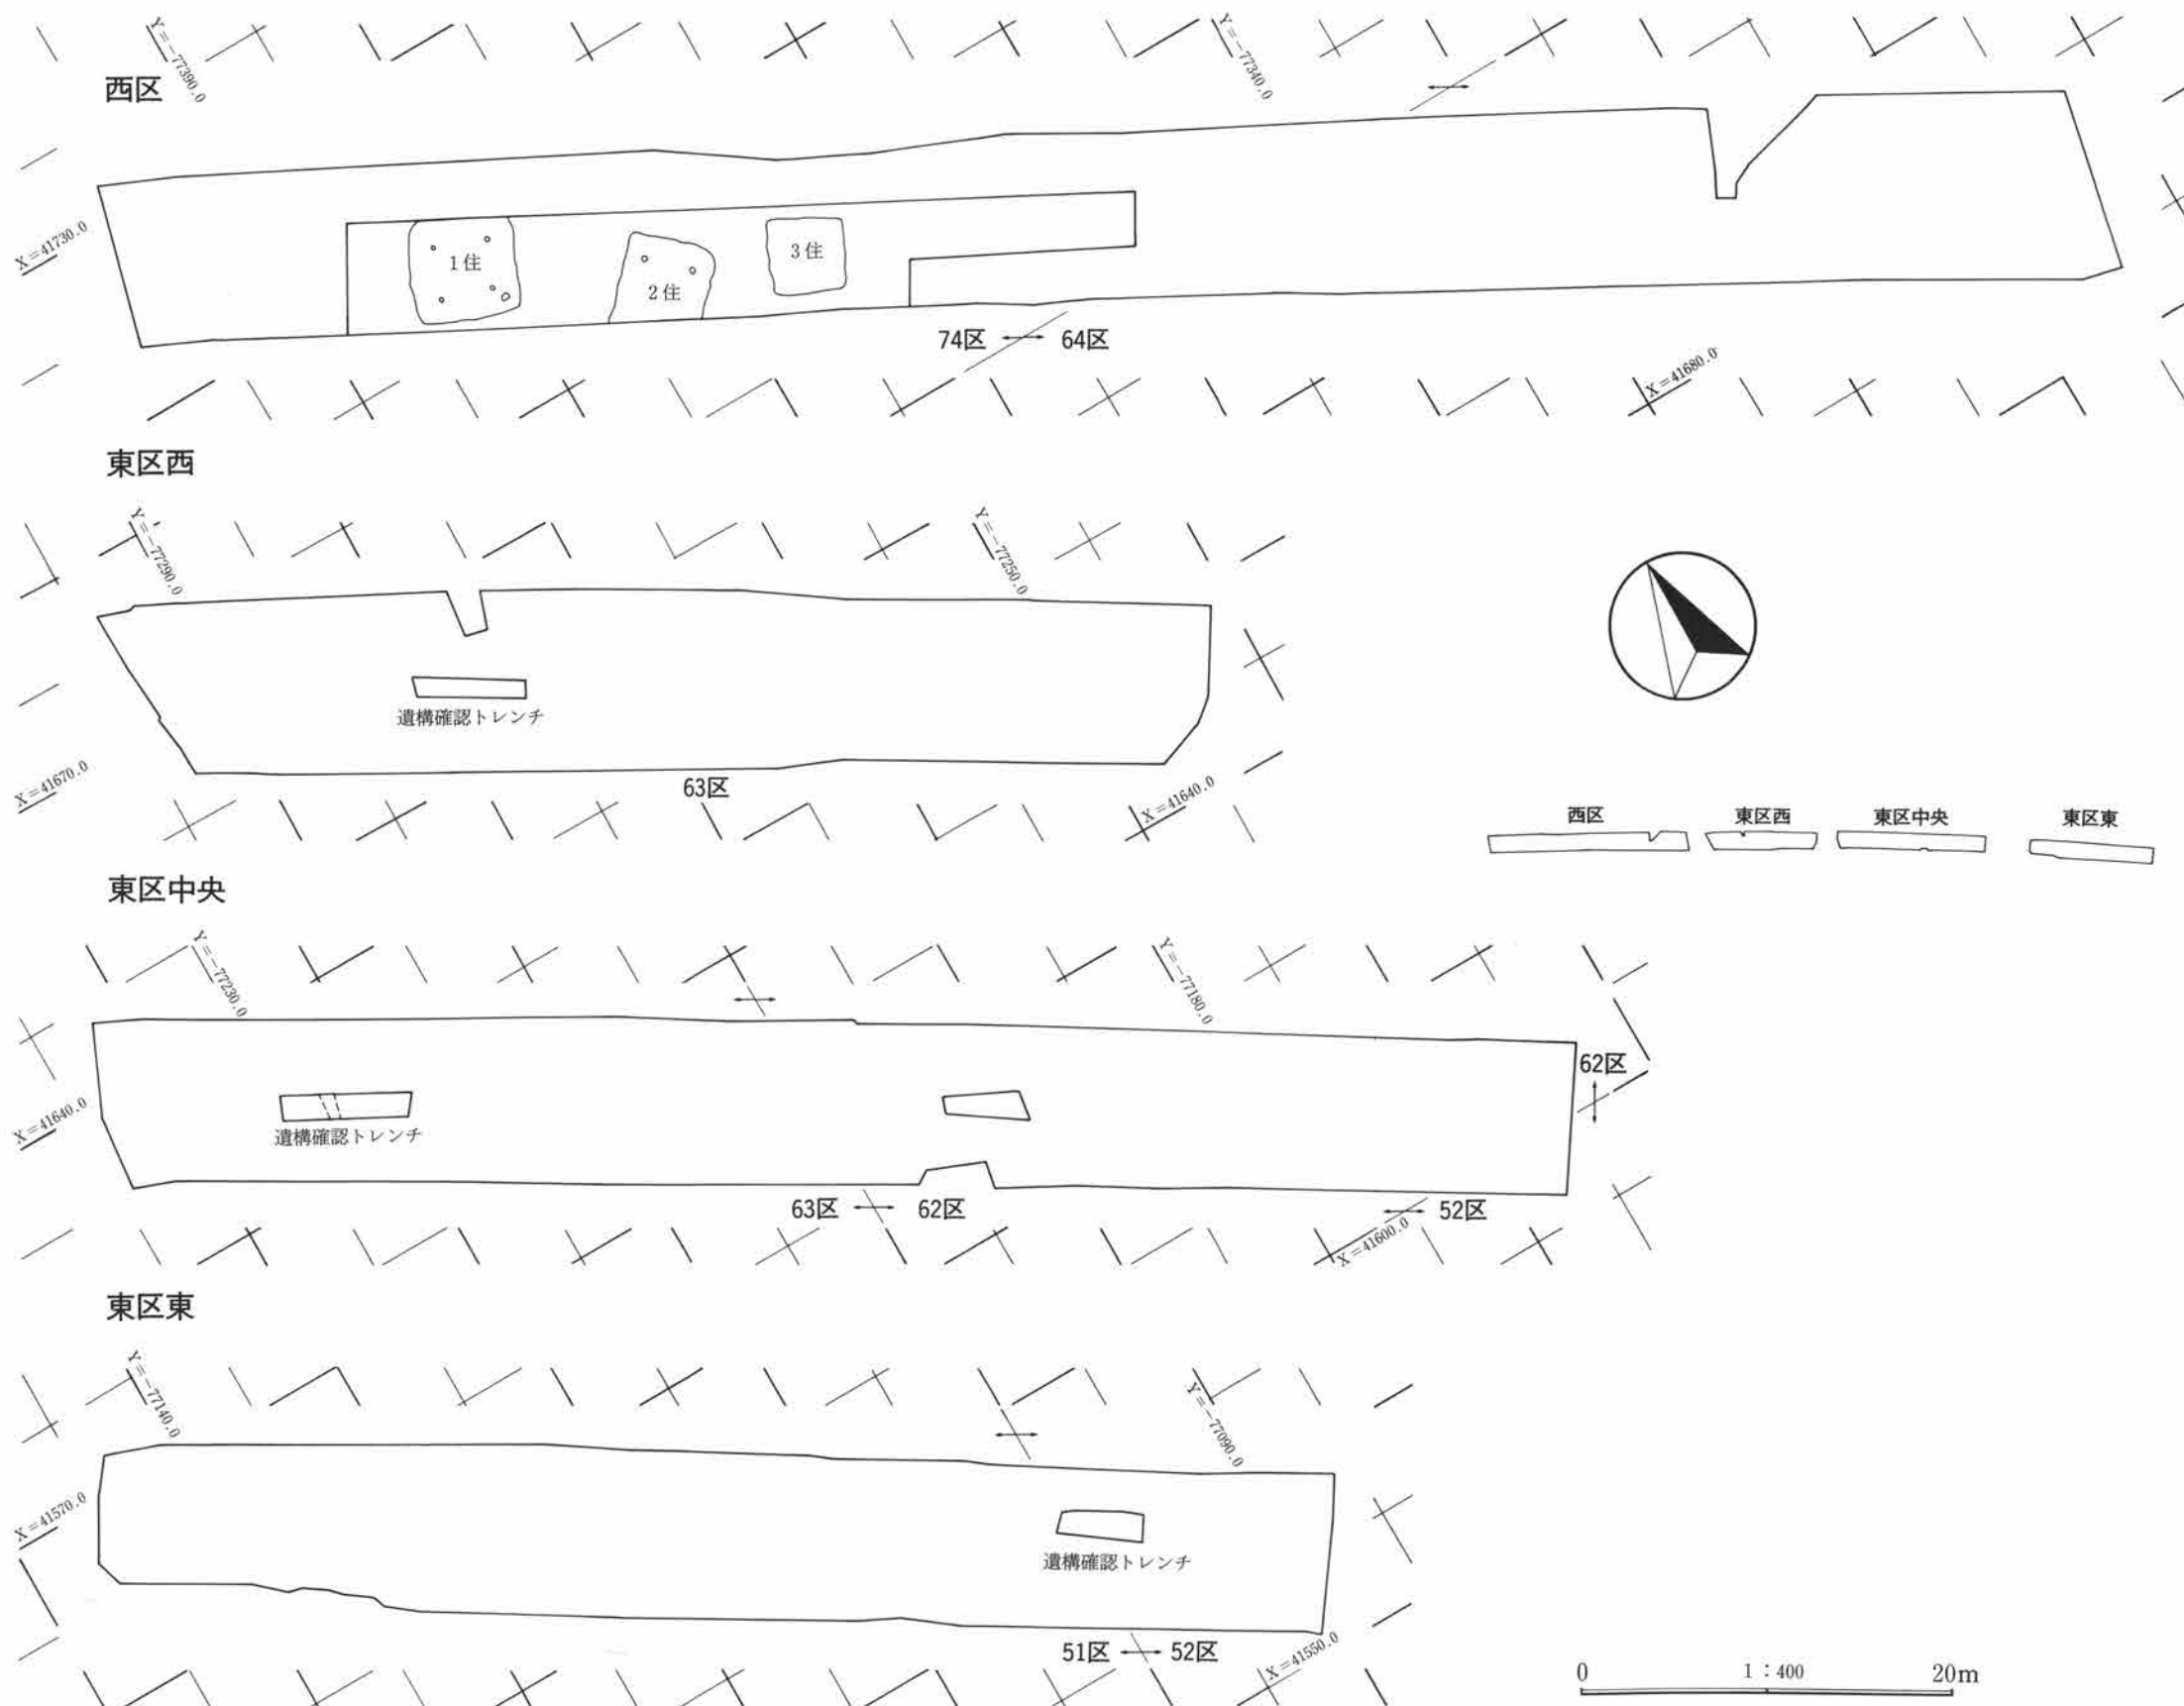 Y=-77390.0
Y=-77340.0
西区
X=41730.0
1住
2住
3住
74区 64区
X=41680.0
東区西
Y=-77290.0
Y=-77250.0
遺構確認トレンチ
X=41670.0
63区
X=41640.0
西区 東区西 東区中央 東区東
東区中央
Y=-77230.0
Y=-77180.0
62区
X=41640.0
遺構確認トレンチ
63区 62区 52区
X=41600.0
東区東
Y=-77140.0
Y=-77090.0
X=41570.0
遺構確認トレンチ
51区 52区
X=41550.0
0 1：400 20m